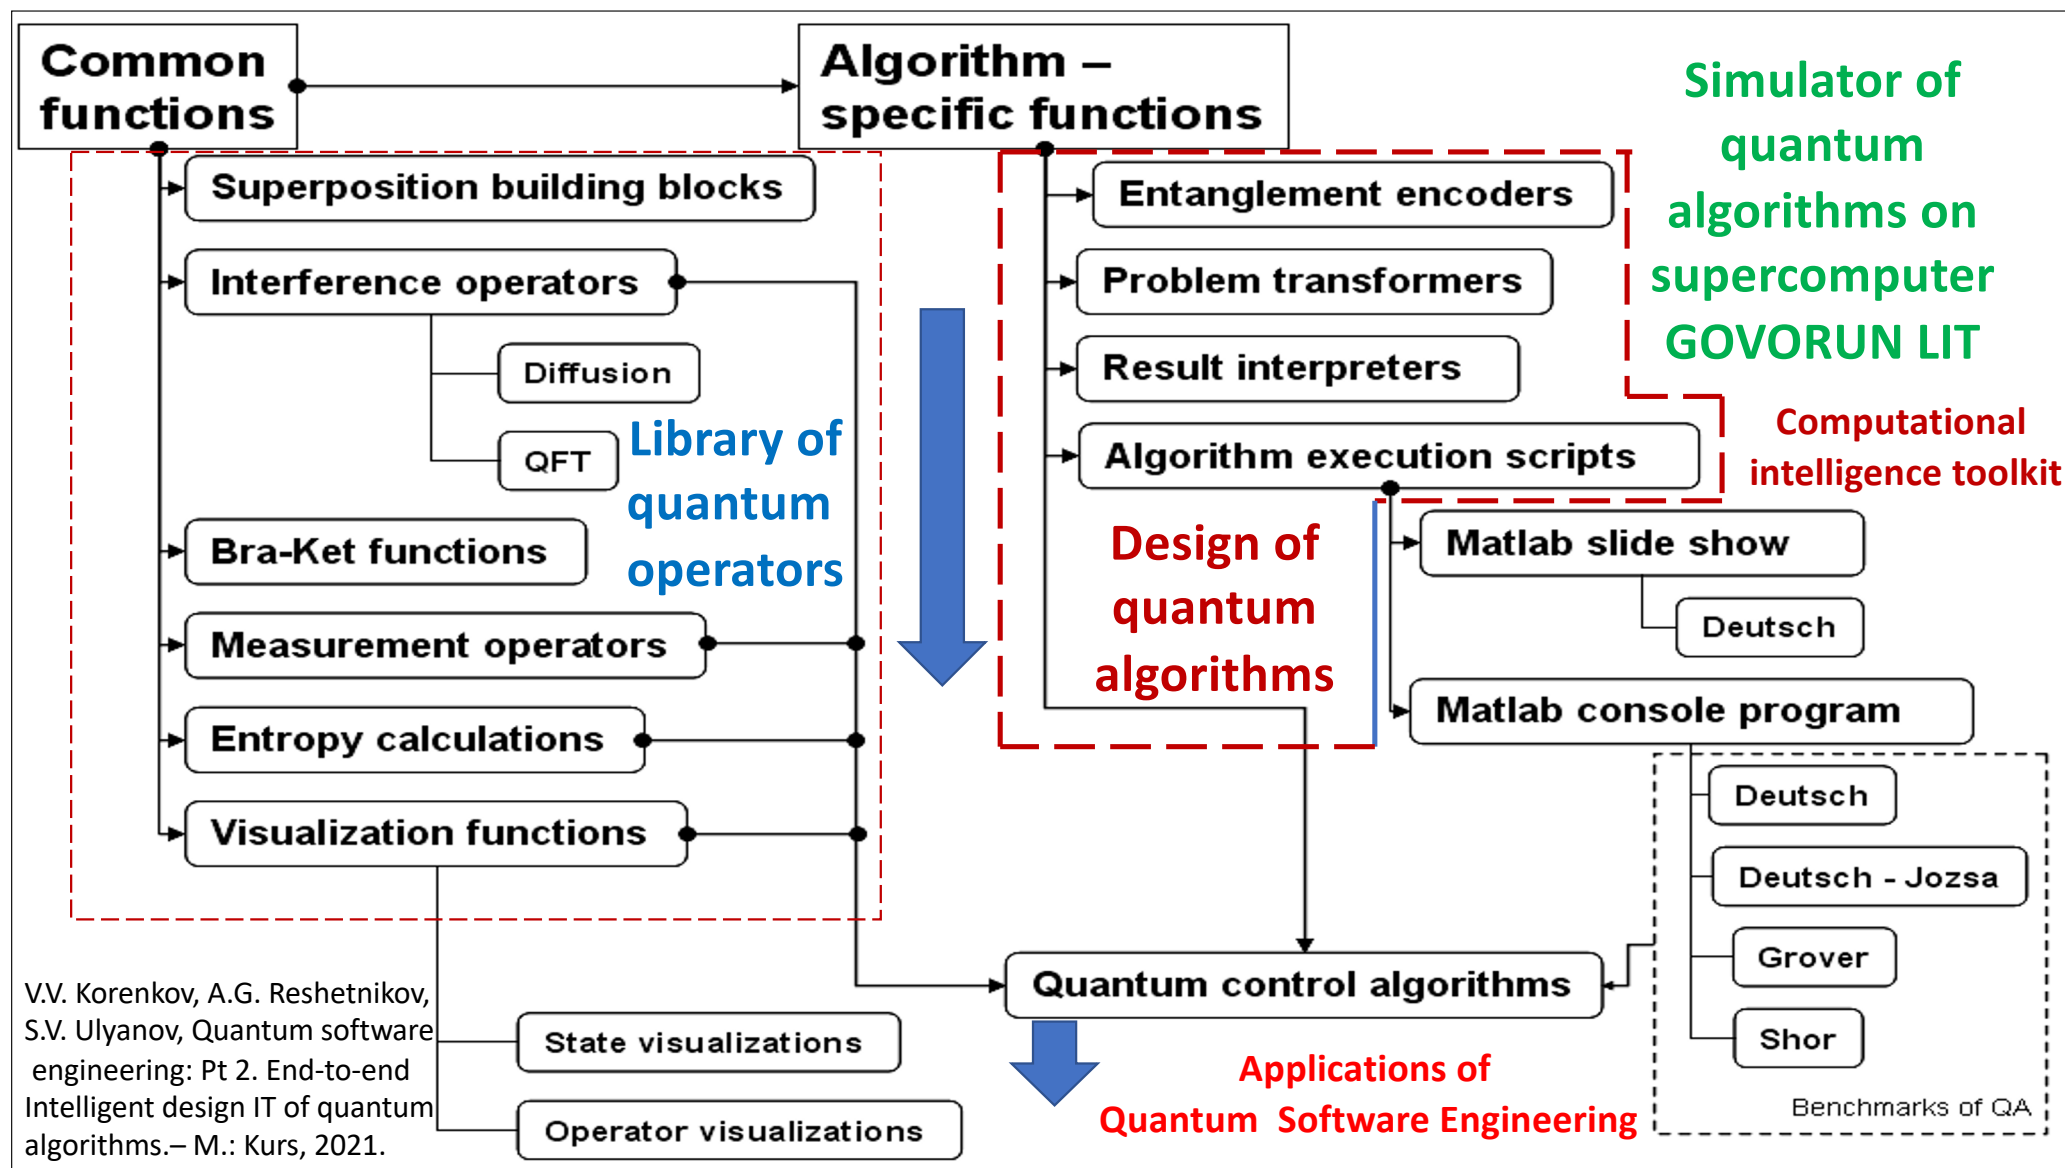 Common
functions
Algorithm –
specific functions
Simulator of
quantum
algorithms on
supercomputer
GOVORUN LIT
Superposition building blocks
Interference operators
Diffusion
QFT
Library of
quantum
operators
Bra-Ket functions
Measurement operators
Entropy calculations
Visualization functions
State visualizations
Operator visualizations
Entanglement encoders
Problem transformers
Result interpreters
Algorithm execution scripts
Computational
intelligence toolkit
Design of
quantum
algorithms
Matlab slide show
Deutsch
Matlab console program
Deutsch
Deutsch - Jozsa
Grover
Shor
Benchmarks of QA
Quantum control algorithms
Applications of
Quantum  Software Engineering
V.V. Korenkov, A.G. Reshetnikov,
S.V. Ulyanov, Quantum software
engineering: Pt 2. End-to-end
Intelligent design IT of quantum
algorithms.– M.: Kurs, 2021.